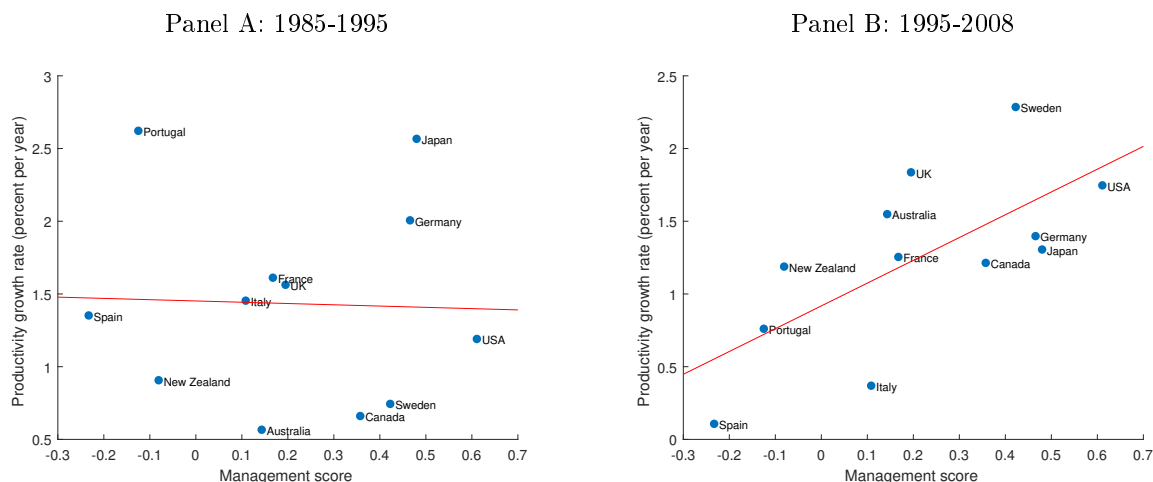 Panel A: 1985-1995
3
2.5
2
1.5
1
0.5
-0.3 -0.2 -0.1 0 0.1 0.2 0.3 0.4 0.5 0.6 0.7
Productivity growth rate (percent per year)
Management score
Portugal
Japan
Germany
France
UK
Italy
Spain
USA
New Zealand
Sweden
Canada
Australia
Panel B: 1995-2008
2.5
2
1.5
1
0.5
0
-0.3 -0.2 -0.1 0 0.1 0.2 0.3 0.4 0.5 0.6 0.7
Productivity growth rate (percent per year)
Management score
Sweden
UK
USA
Australia
Germany
Japan
France
Canada
New Zealand
Portugal
Italy
Spain